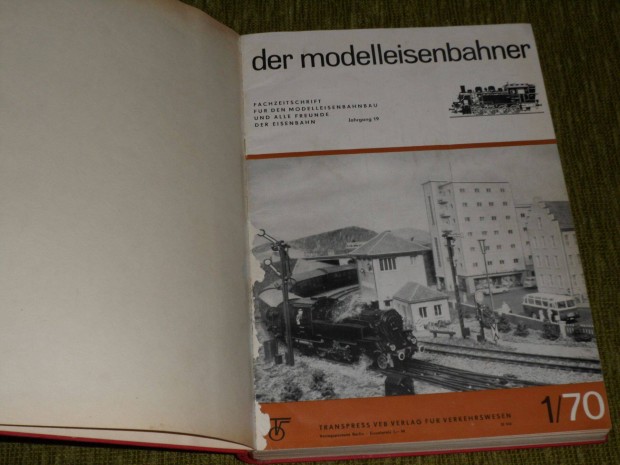 der modelleisenbahner
FACHZEITSCHRIFT
FÜR DEN MODELLEISENBAHNBAU
UND ALLE FREUNDE
DER EISENBAHN Jahrgang 19
TRANSPRESS VEB VERLAG FÜR VERKEHRSWESEN
1/70